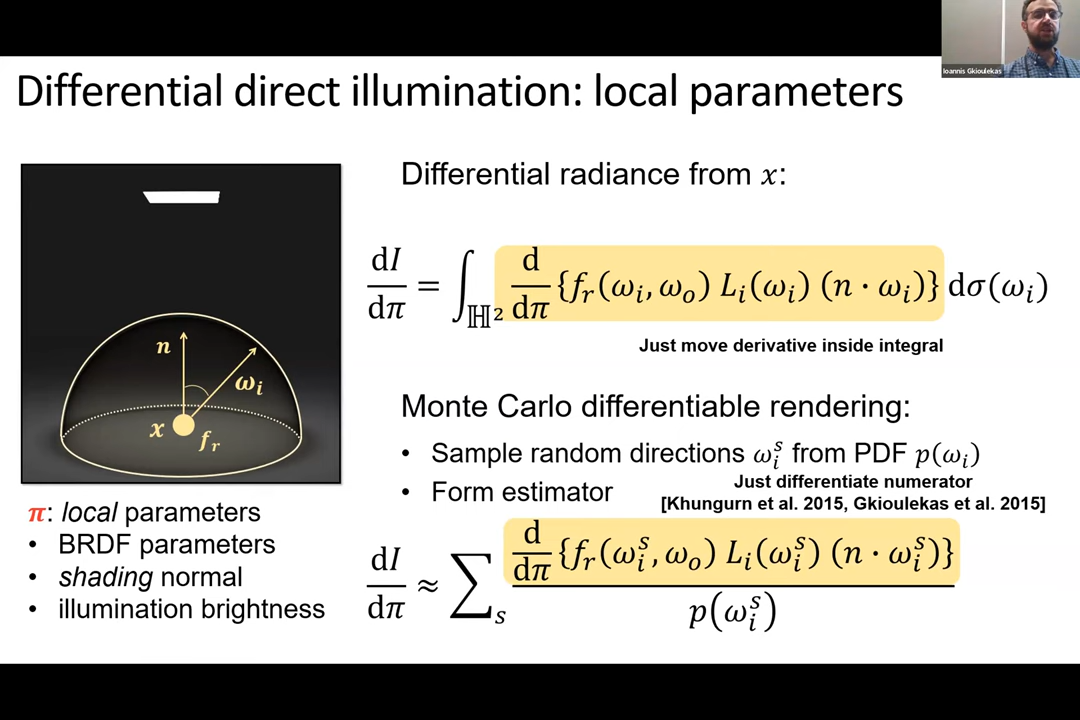 Ioannis Gkioulekas
Differential direct illumination: local parameters
Differential radiance from x:
dI/dπ = ∫_ℍ² d/dπ {f_r(ω_i, ω_o) L_i(ω_i) (n · ω_i)} dσ(ω_i)
Just move derivative inside integral
n
ω_i
x
f_r
Monte Carlo differentiable rendering:
• Sample random directions ω_i^s from PDF p(ω_i)
Just differentiate numerator
• Form estimator
[Khungurn et al. 2015, Gkioulekas et al. 2015]
dI/dπ ≈ ∑_s d/dπ {f_r(ω_i^s, ω_o) L_i(ω_i^s) (n · ω_i^s)} / p(ω_i^s)
π: local parameters
• BRDF parameters
• shading normal
• illumination brightness